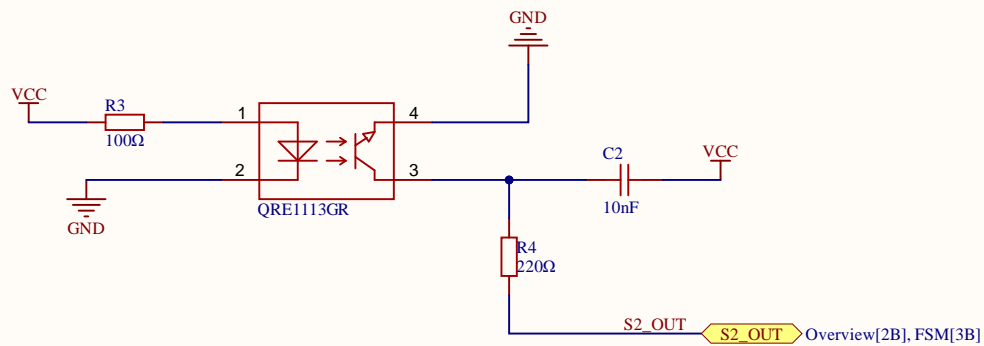 GND
VCC
R3
100Ω
1
4
2
3
GND
QRE1113GR
C2
10nF
VCC
R4
220Ω
S2_OUT
S2_OUT
Overview[2B], FSM[3B]